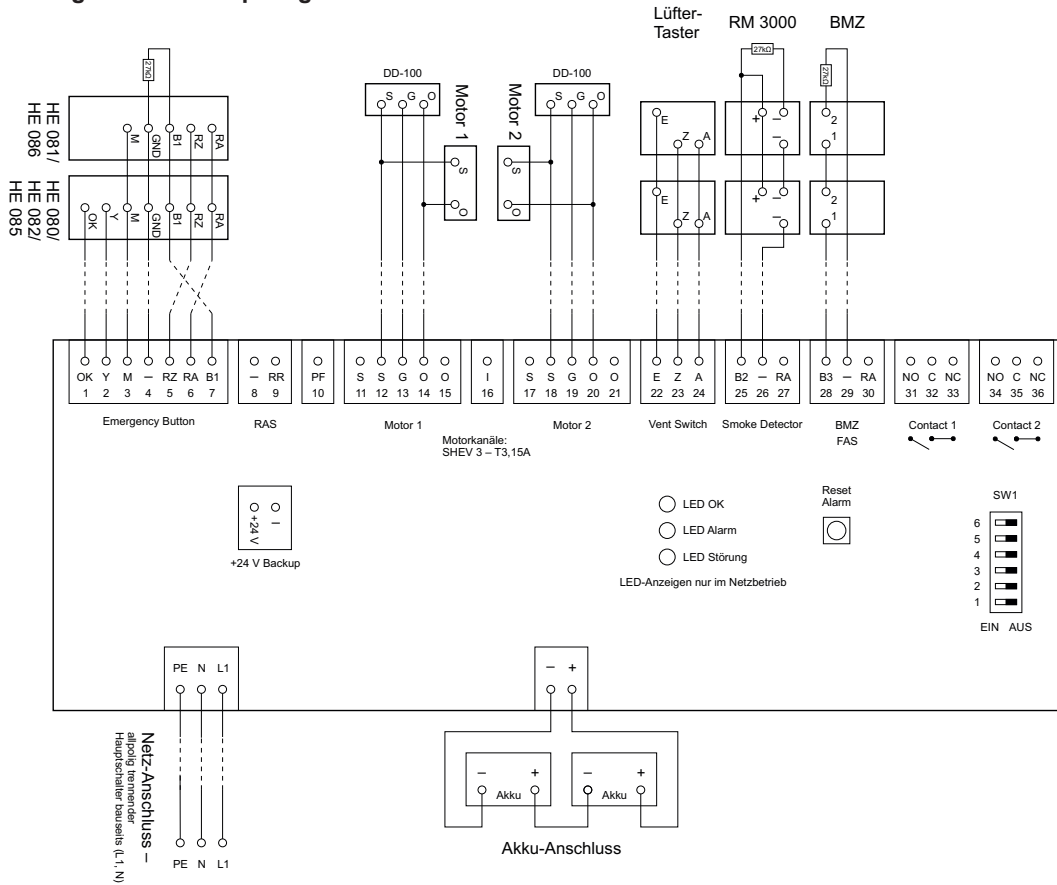 Lüfter-
Taster
RM 3000
BMZ
27kΩ
27kΩ
27kΩ
DD-100
S G O
DD-100
S G O
Motor 1
S
O
Motor 2
S
O
HE 081/
HE 086
M GND B1 RZ RA
HE 080/
HE 082/
HE 085
OK Y M GND B1 RZ RA
E Z A
E Z A
+ – –
+ – –
2
1
2
1
OK Y M – RZ RA B1
1 2 3 4 5 6 7
Emergency Button
– RR
8 9
RAS
PF
10
S S G O O
11 12 13 14 15
Motor 1
I
16
S S G O O
17 18 19 20 21
Motor 2
Motorkanäle:
SHEV 3 – T3,15A
E Z A
22 23 24
Vent Switch
B2 – RA
25 26 27
Smoke Detector
B3 – RA
28 29 30
BMZ
FAS
NO C NC
31 32 33
Contact 1
NO C NC
34 35 36
Contact 2
+24 V –
+24 V Backup
LED OK
LED Alarm
LED Störung
LED-Anzeigen nur im Netzbetrieb
Reset
Alarm
SW1
6
5
4
3
2
1
EIN AUS
PE N L1
Netz-Anschluss –
allpolig trennender
Hauptschalter bauseits (L1, N)
PE N L1
– +
– +
Akku
– +
Akku
Akku-Anschluss